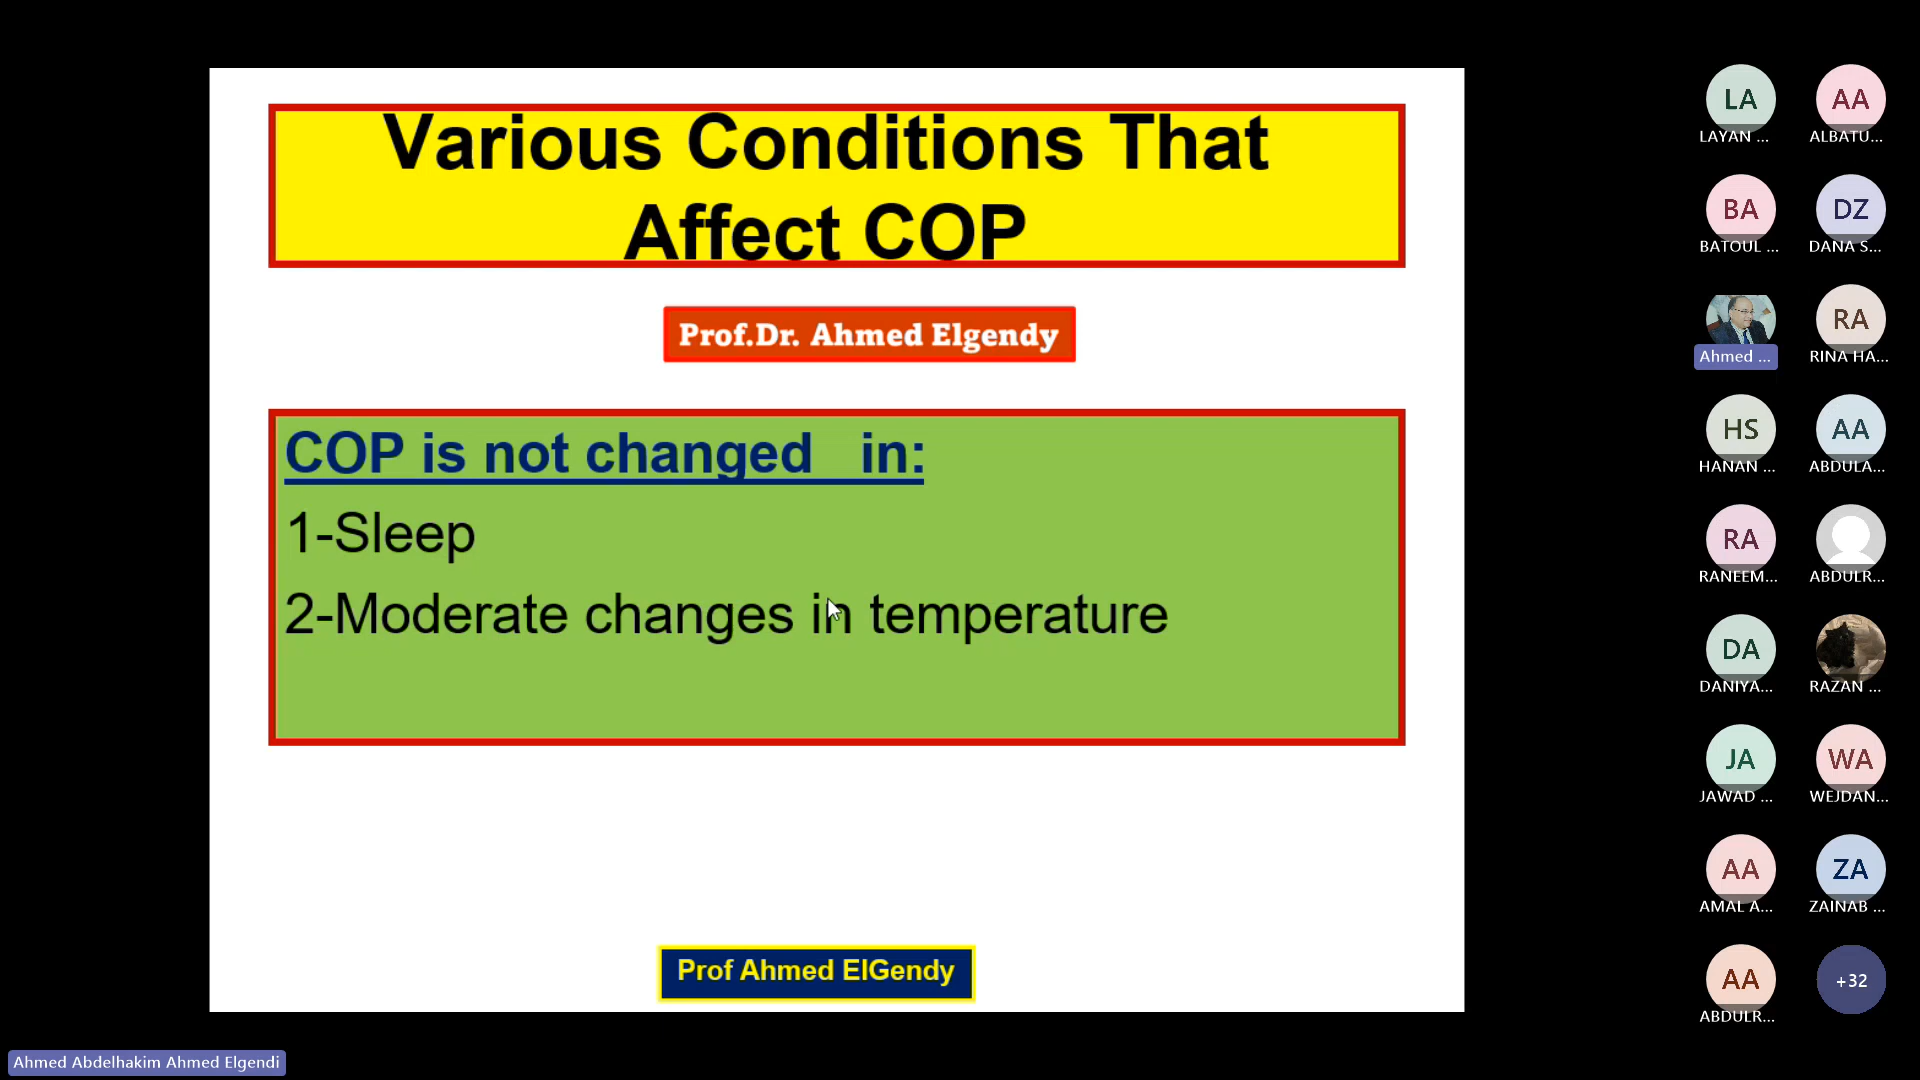 Various Conditions That
Affect COP
Prof.Dr. Ahmed Elgendy
COP is not changed in:
1-Sleep
2-Moderate changes in temperature
Prof Ahmed ElGendy
Ahmed Abdelhakim Ahmed Elgendi
LA
LAYAN ...
AA
ALBATU...
BA
BATOUL ...
DZ
DANA S...
Ahmed ...
RA
RINA HA...
HS
HANAN ...
AA
ABDULA...
RA
RANEEM...
ABDULR...
DA
DANIYA...
RAZAN ...
JA
JAWAD ...
WA
WEJDAN...
AA
AMAL A...
ZA
ZAINAB ...
AA
ABDULR...
+32